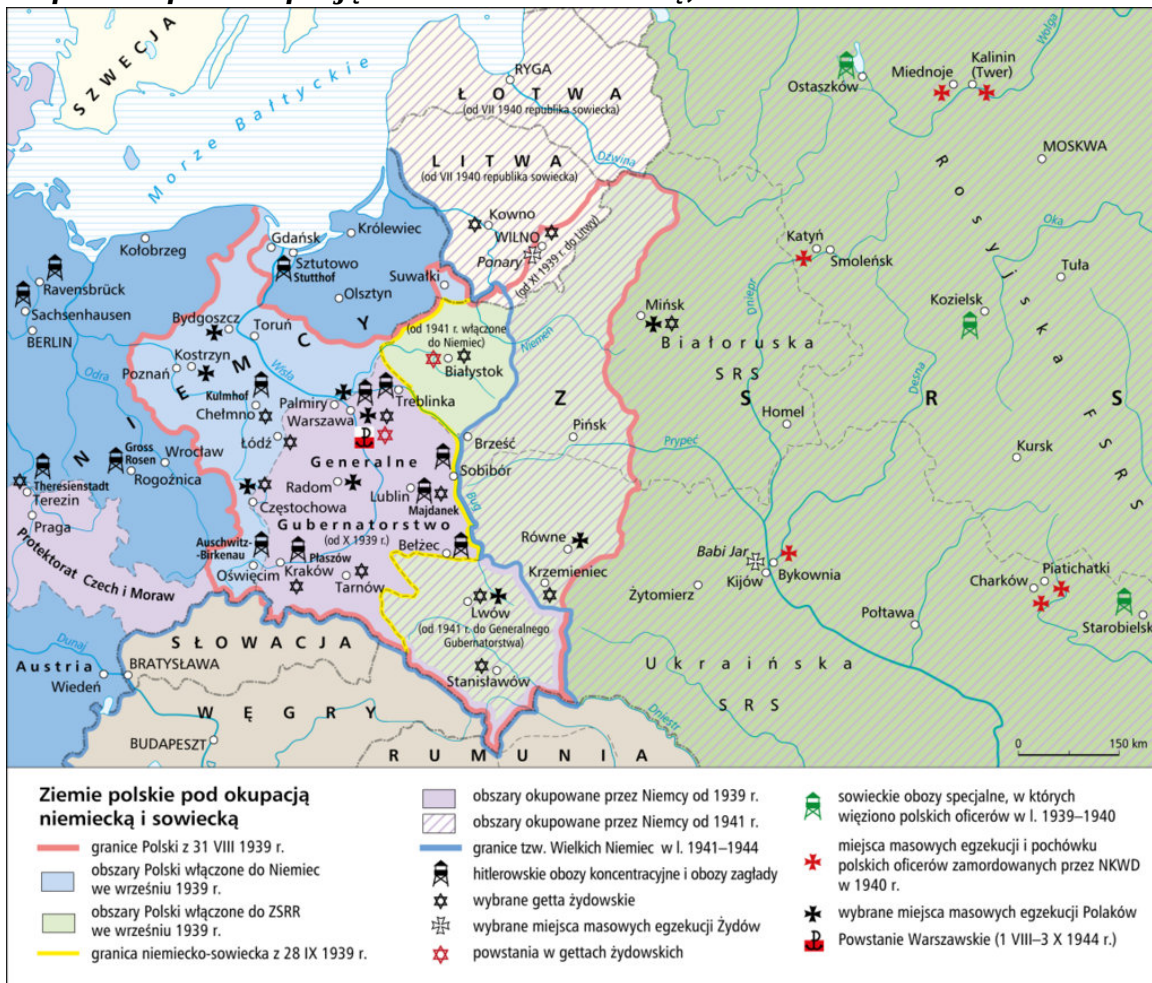 SZWECJA
Morze Bałtyckie
RYGA
ŁOTWA
(od VII 1940 republika sowiecka)
Dźwina
LITWA
(od VII 1940 republika sowiecka)
Kowno
WILNO
Ponary
(od XI 1939 r. do Litwy)
Ostaszków
Miednoje
Kalinin
(Twer)
Wołga
MOSKWA
Rosyjska FSRS
Oka
Tuła
Katyń
Smoleńsk
Kozielsk
Dniepr
Desna
Kołobrzeg
Gdańsk
Królewiec
Sztutowo
Stutthof
Suwałki
Olsztyn
Ravensbrück
Sachsenhausen
BERLIN
Bydgoszcz
Toruń
Kostrzyn
Poznań
Odra
Wisła
NIEMCY
(od 1941 r. włączone
do Niemiec)
Niemen
Białystok
Mińsk
Białoruska
SRS
ZSRS
Homel
Kursk
Kulmhof
Chełmno
Palmiry
Warszawa
Treblinka
Łódź
Brześć
Pińsk
Prypeć
Gross
Rosen
Wrocław
Rogoźnica
Theresienstadt
Terezin
Praga
Generalne
Gubernatorstwo
(od X 1939 r.)
Radom
Lublin
Majdanek
Sobibór
Bug
Częstochowa
Bełżec
Równe
Protektorat Czech i Moraw
Auschwitz-
-Birkenau
Oświęcim
Płaszów
Kraków
Tarnów
Krzemieniec
Lwów
(od 1941 r. do Generalnego
Gubernatorstwa)
Stanisławów
Żytomierz
Babi Jar
Kijów
Bykownia
Charków
Piatichatki
Starobielsk
Połtawa
Ukraińska
SRS
Dniestr
SŁOWACJA
Dunaj
Austria
Wiedeń
BRATYSŁAWA
WĘGRY
BUDAPESZT
RUMUNIA
0 150 km
Ziemie polskie pod okupacją
niemiecką i sowiecką
granice Polski z 31 VIII 1939 r.
obszary Polski włączone do Niemiec
we wrześniu 1939 r.
obszary Polski włączone do ZSRR
we wrześniu 1939 r.
granica niemiecko-sowiecka z 28 IX 1939 r.
obszary okupowane przez Niemcy od 1939 r.
obszary okupowane przez Niemcy od 1941 r.
granice tzw. Wielkich Niemiec w l. 1941–1944
hitlerowskie obozy koncentracyjne i obozy zagłady
wybrane getta żydowskie
wybrane miejsca masowych egzekucji Żydów
powstania w gettach żydowskich
sowieckie obozy specjalne, w których
więziono polskich oficerów w l. 1939–1940
miejsca masowych egzekucji i pochówku
polskich oficerów zamordowanych przez NKWD
w 1940 r.
wybrane miejsca masowych egzekucji Polaków
Powstanie Warszawskie (1 VIII–3 X 1944 r.)